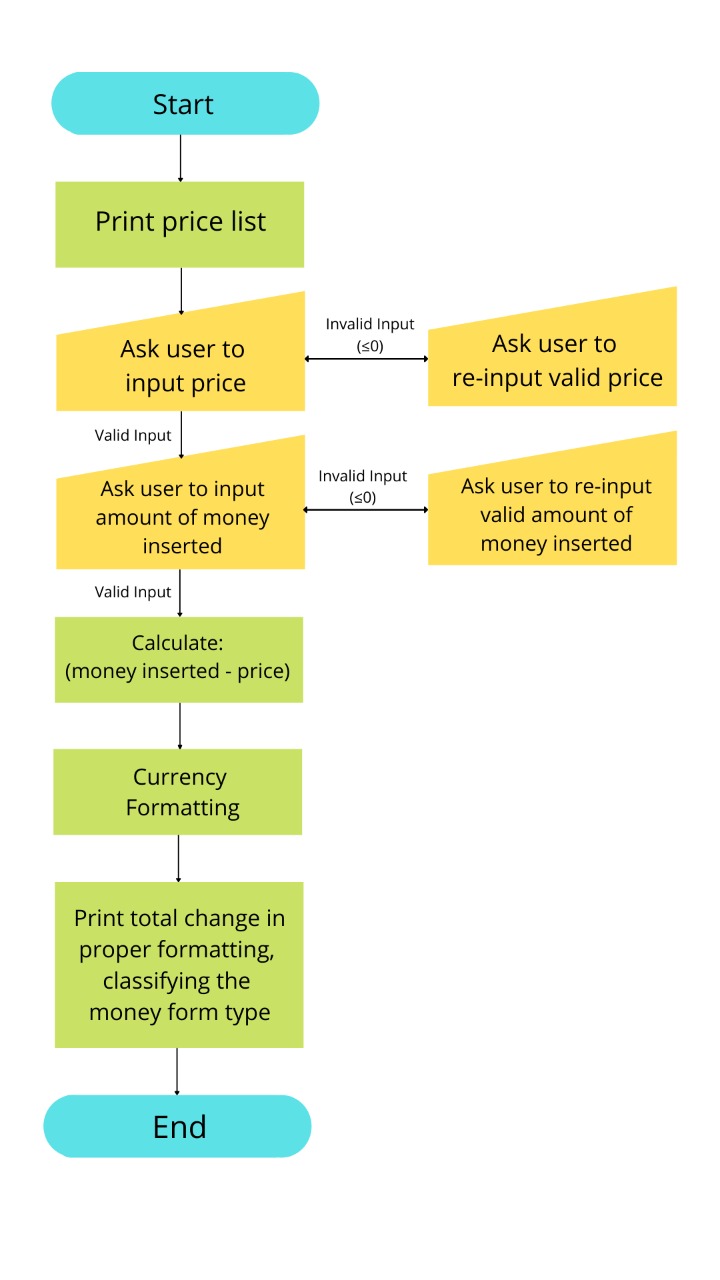 Start
Print price list
Ask user to
input price
Invalid Input
(≤0)
Ask user to
re-input valid price
Valid Input
Ask user to input
amount of money
inserted
Invalid Input
(≤0)
Ask user to re-input
valid amount of
money inserted
Valid Input
Calculate:
(money inserted - price)
Currency
Formatting
Print total change in
proper formatting,
classifying the
money form type
End